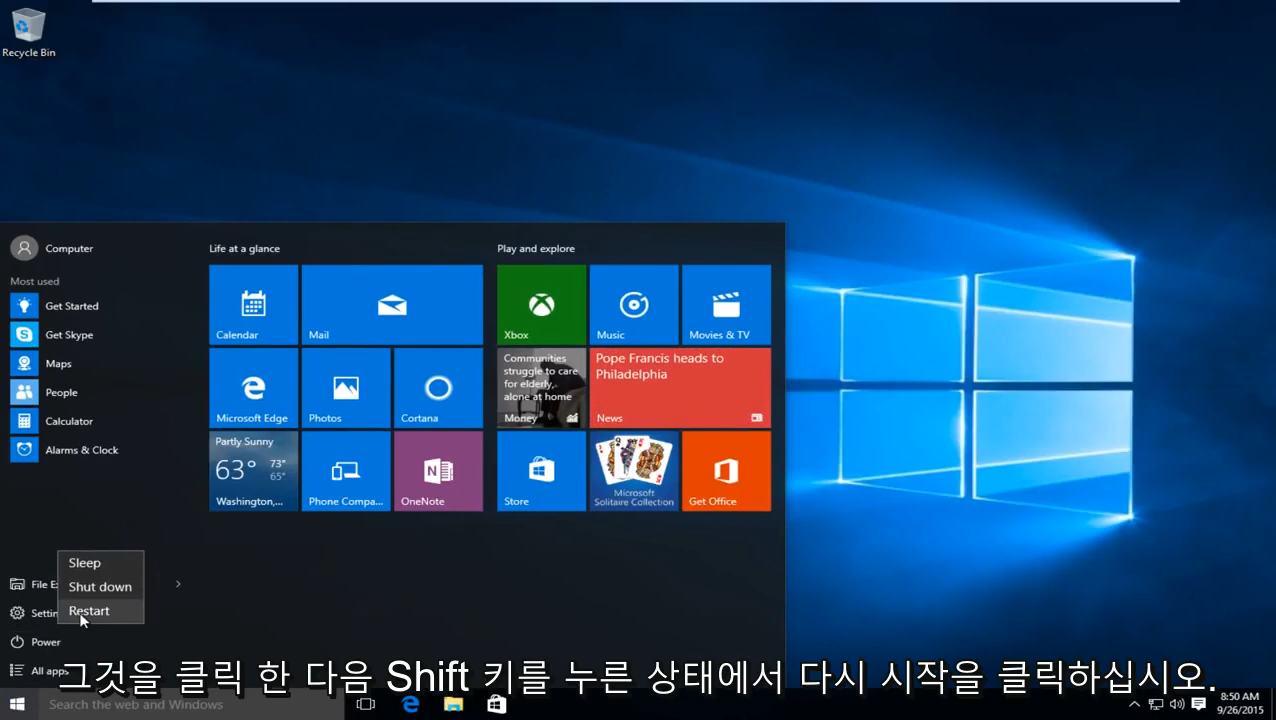 Recycle Bin
Computer
Most used
Get Started
Get Skype
Maps
People
Calculator
Alarms & Clock
Life at a glance
Calendar
Mail
Microsoft Edge
Photos
Cortana
Partly Sunny
63° 73° 65°
Washington,...
Phone Compa...
OneNote
Play and explore
Xbox
Music
Movies & TV
Communities
struggle to care
for elderly,
alone at home
Money
Pope Francis heads to
Philadelphia
News
Store
Microsoft
Solitaire Collection
Get Office
Sleep
Shut down
Restart
File E
Settin
Power
All apps
그것을 클릭 한 다음 Shift 키를 누른 상태에서 다시 시작을 클릭하십시오.
Search the web and Windows
8:50 AM
9/26/2015